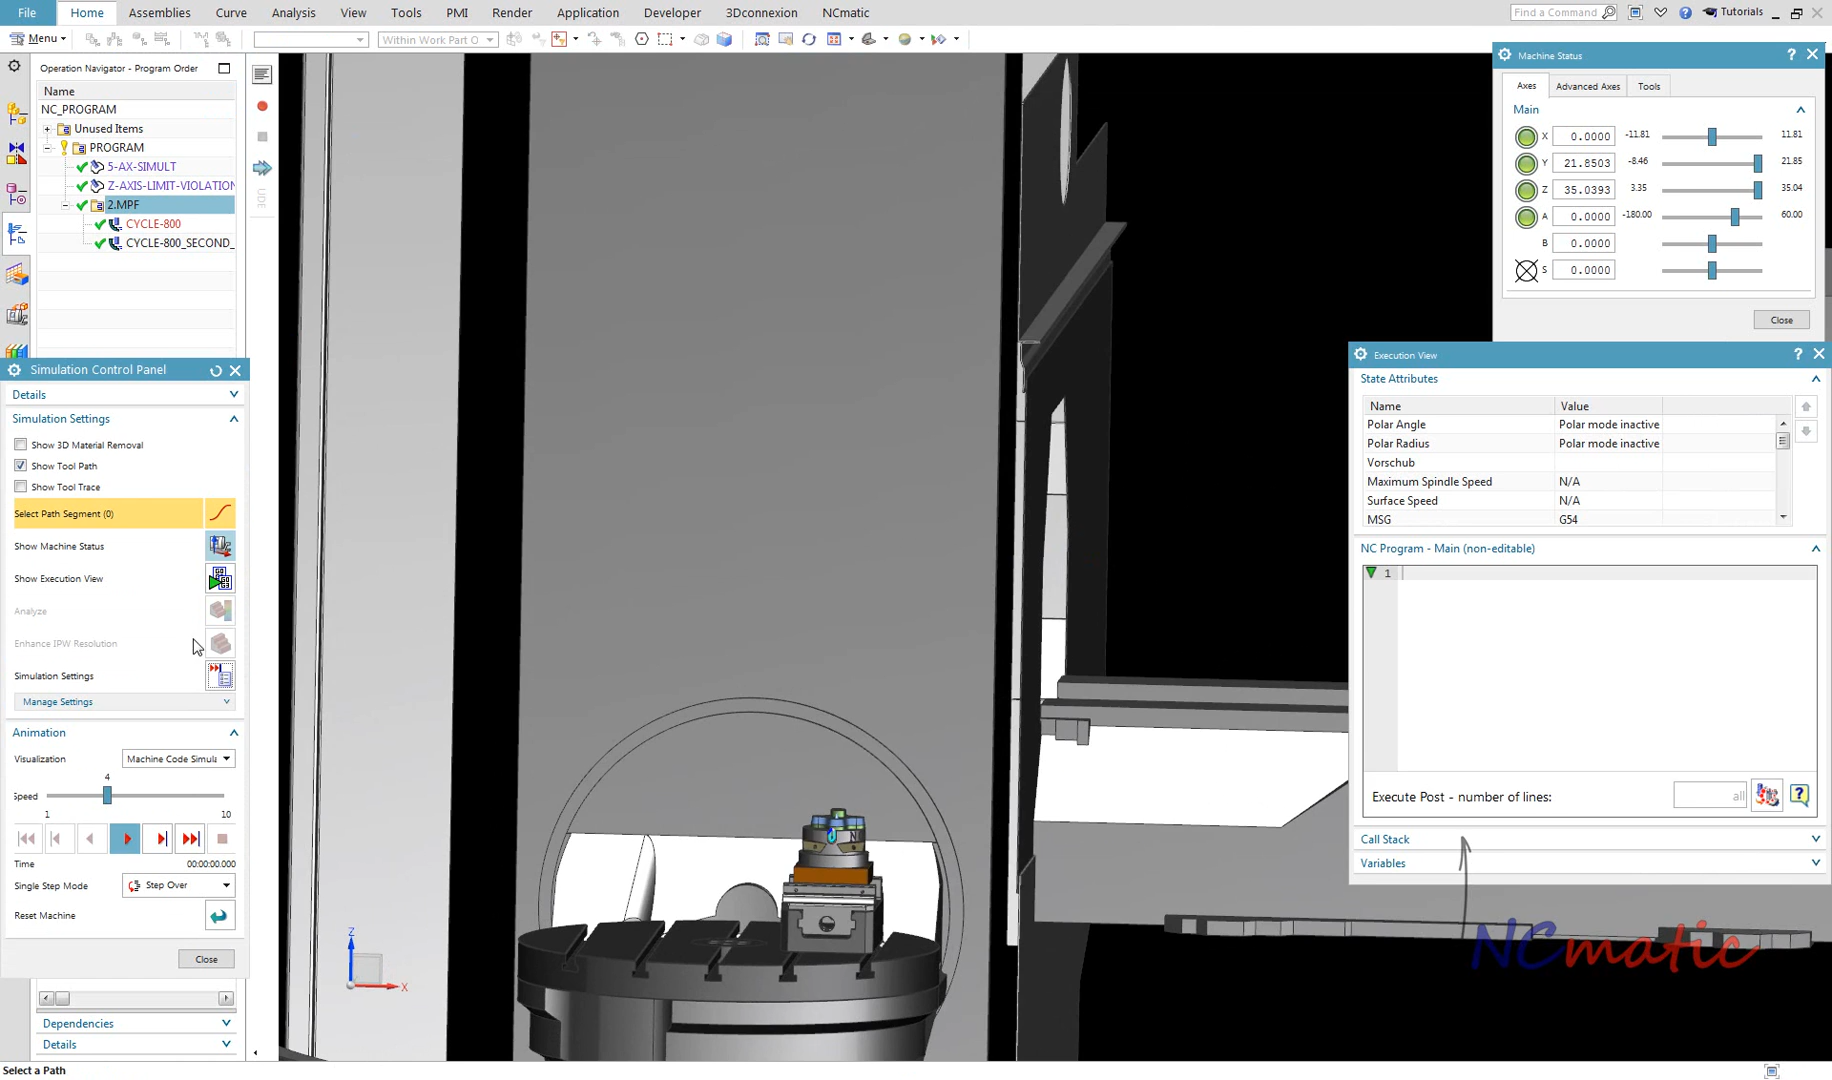 File Home Assemblies Curve Analysis View Tools PMI Render Application Developer 3Dconnexion NCmatic Find a Command Tutorials
Menu Within Work Part O
Operation Navigator - Program Order
Name
NC_PROGRAM
Unused Items
PROGRAM
5-AX-SIMULT
Z-AXIS-LIMIT-VIOLATION
2.MPF
CYCLE-800
CYCLE-800_SECOND_
Simulation Control Panel
Details
Simulation Settings
Show 3D Material Removal
Show Tool Path
Show Tool Trace
Select Path Segment (0)
Show Machine Status
Show Execution View
Analyze
Enhance IPW Resolution
Simulation Settings
Manage Settings
Animation
Visualization Machine Code Simula
4
Speed
1 10
Time 00:00:00.000
Single Step Mode Step Over
Reset Machine
Close
Dependencies
Details
Select a Path
UDE
Z
X
N
Machine Status
Axes Advanced Axes Tools
Main
X 0.0000 -11.81 11.81
Y 21.8503 -8.46 21.85
Z 35.0393 3.35 35.04
A 0.0000 -180.00 60.00
B 0.0000
S 0.0000
Close
Execution View
State Attributes
Name Value
Polar Angle Polar mode inactive
Polar Radius Polar mode inactive
Vorschub
Maximum Spindle Speed N/A
Surface Speed N/A
MSG G54
NC Program - Main (non-editable)
1
Execute Post - number of lines: all
Call Stack
Variables
NCmatic